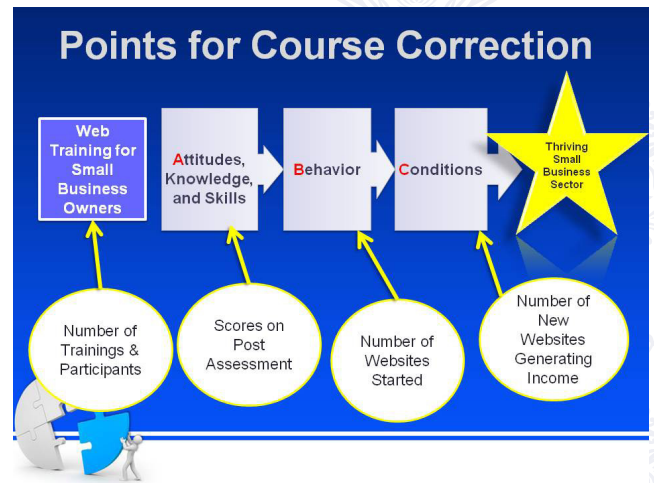 Points for Course Correction
Web
Training for
Small
Business
Owners
Attitudes,
Knowledge,
and Skills
Behavior
Conditions
Thriving
Small
Business
Sector
Number of
Trainings &
Participants
Scores on
Post
Assessment
Number of
Websites
Started
Number of
New
Websites
Generating
Income